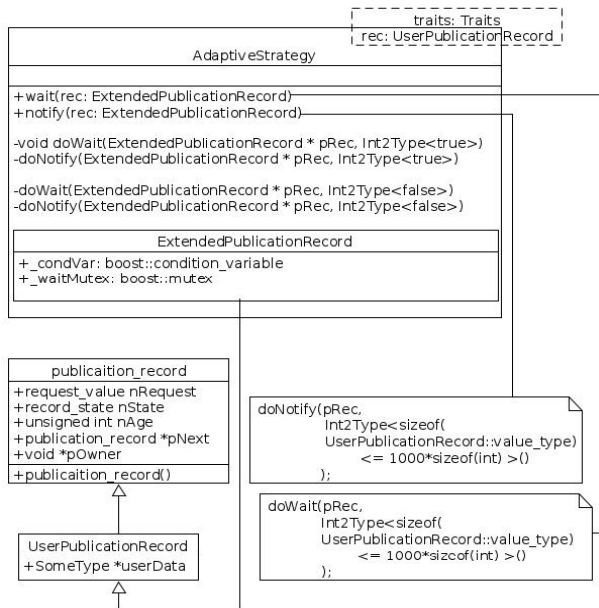 traits: Traits
rec: UserPublicationRecord
AdaptiveStrategy
+wait(rec: ExtendedPublicationRecord)
+notify(rec: ExtendedPublicationRecord)
-void doWait(ExtendedPublicationRecord * pRec, Int2Type<true>)
-doNotify(ExtendedPublicationRecord * pRec, Int2Type<true>)
-doWait(ExtendedPublicationRecord * pRec, Int2Type<false>)
-doNotify(ExtendedPublicationRecord * pRec, Int2Type<false>)
ExtendedPublicationRecord
+_condVar: boost::condition_variable
+_waitMutex: boost::mutex
publicaition_record
+request_value nRequest
+record_state nState
+unsigned int nAge
+publication_record *pNext
+void *pOwner
+publicaition_record()
UserPublicationRecord
+SomeType *userData
doNotify(pRec,
Int2Type<sizeof(
UserPublicationRecord::value_type)
<= 1000*sizeof(int) >()
);
doWait(pRec,
Int2Type<sizeof(
UserPublicationRecord::value_type)
<= 1000*sizeof(int) >()
);